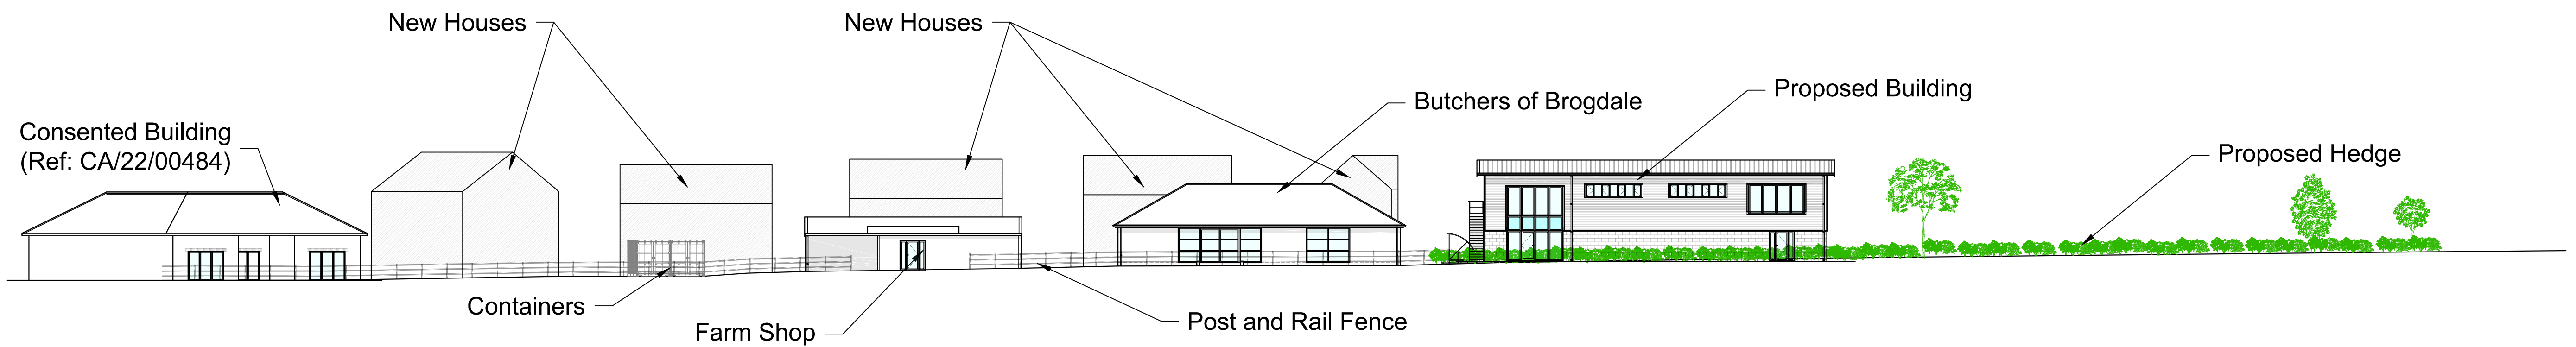 New Houses
New Houses
Butchers of Brogdale
Proposed Building
Consented Building
(Ref: CA/22/00484)
Proposed Hedge
Containers
Farm Shop
Post and Rail Fence